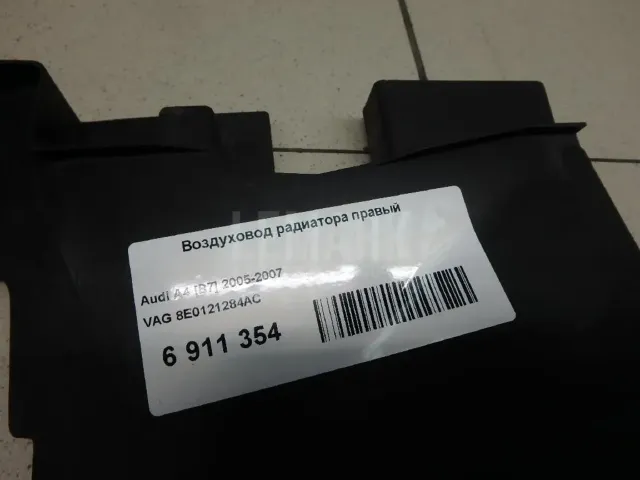 Воздуховод радиатора правый
Audi A4 [B7] 2005-2007
VAG 8E0121284AC
6 911 354